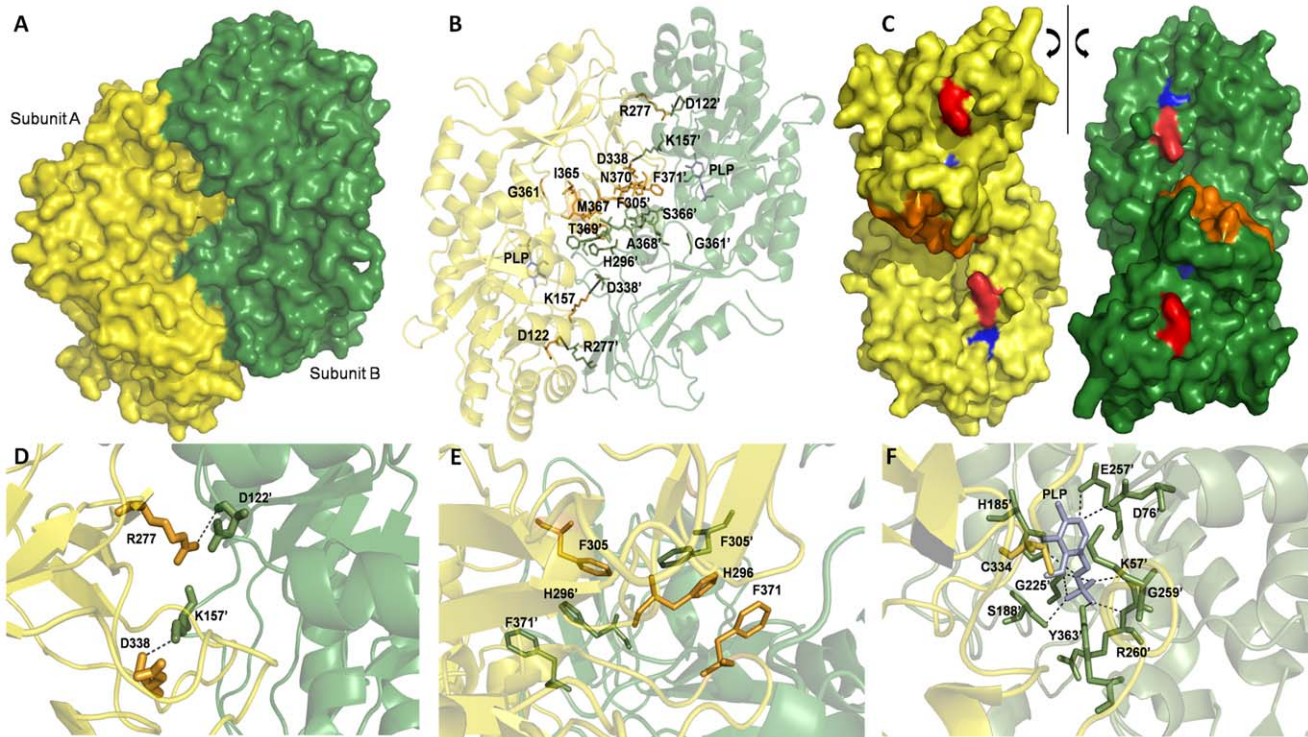 A
Subunit A
Subunit B
B
R277
D122'
K157'
D338
I365
N370
F371'
PLP
G361
M367
F305'
S366'
T369'
A368'
G361'
PLP
H296'
D338'
K157
D122
R277'
C
D
D122'
R277
K157'
D338
E
F305
F305'
H296'
H296
F371
F371'
F
E257'
PLP
H185'
D76'
C334
K57'
G225'
G259'
S188'
Y363'
R260'